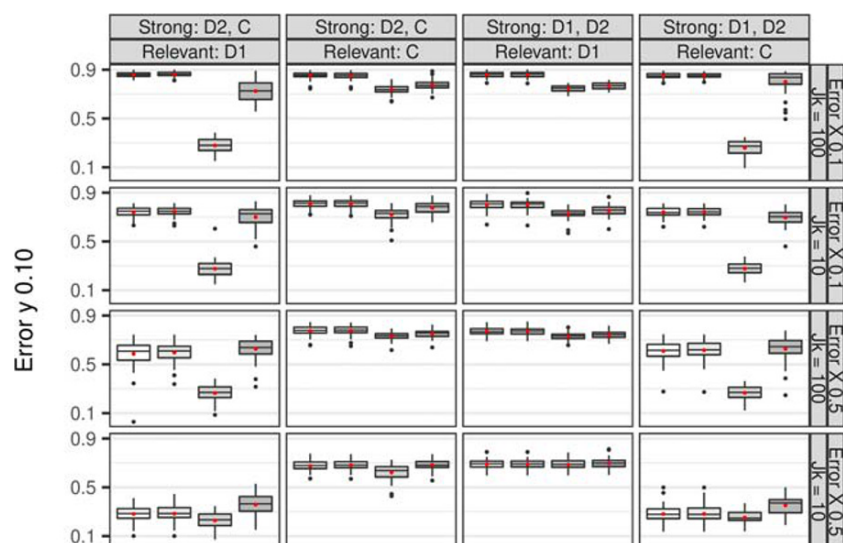 Strong: D2, C
Strong: D2, C
Strong: D1, D2
Strong: D1, D2
Relevant: D1
Relevant: C
Relevant: D1
Relevant: C
Error y 0.10
0.9
0.5
0.1
Error X 0.1
Jk = 100
0.9
0.5
0.1
Error X 0.1
Jk = 10
0.9
0.5
0.1
Error X 0.5
Jk = 100
0.9
0.5
0.1
Error X 0.5
Jk = 10